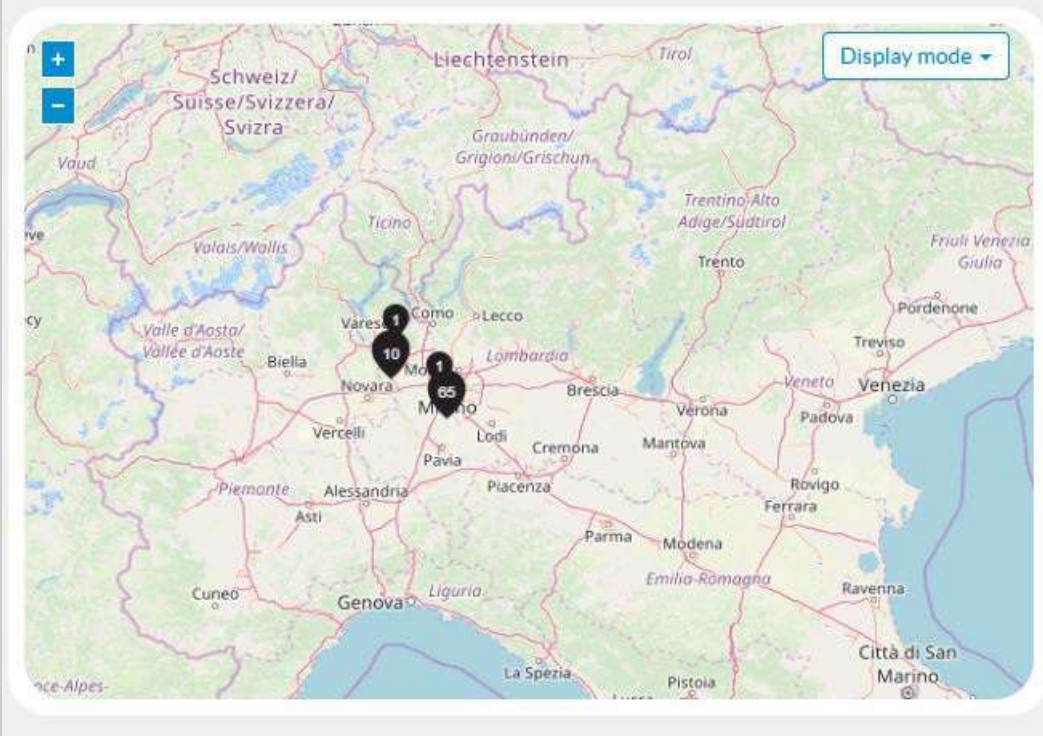 +
Display mode
−
Liechtenstein
Tirol
Schweiz/
Suisse/Svizzera/
Svizra
Graubünden/
Grigioni/Grischun
Vaud
Trentino-Alto
Adige/Südtirol
Ticino
Valais/Wallis
Friuli Venezia
Giulia
Trento
Pordenone
Como
Lecco
1
Valle d'Aosta/
Vallée d'Aoste
Treviso
10
Lombardia
Biella
1
Novara
Brescia
Veneto
Venezia
65
Verona
Padova
Vercelli
Lodi
Cremona
Mantova
Pavia
Piemonte
Alessandria
Piacenza
Rovigo
Ferrara
Asti
Parma
Modena
Emilia-Romagna
Cuneo
Genova
Liguria
Ravenna
Città di San
Marino
La Spezia
Pistoia
oce-Alpes-